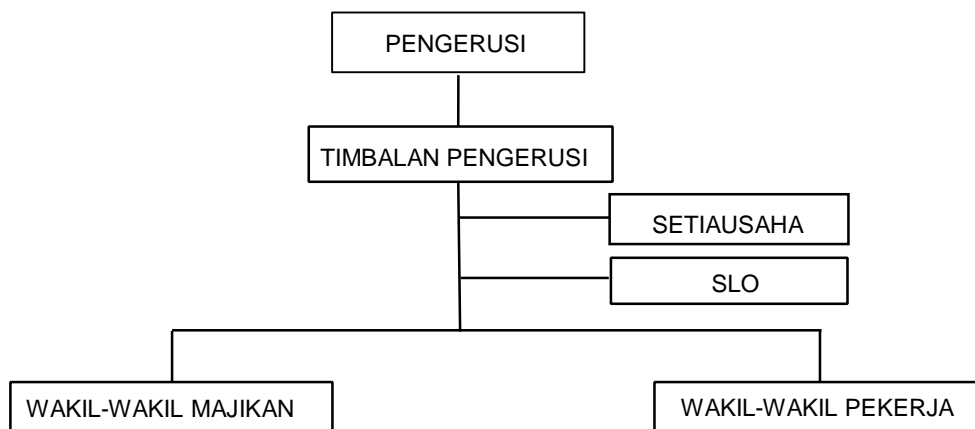 PENGERUSI
TIMBALAN PENGERUSI
SETIAUSAHA
SLO
WAKIL-WAKIL MAJIKAN
WAKIL-WAKIL PEKERJA